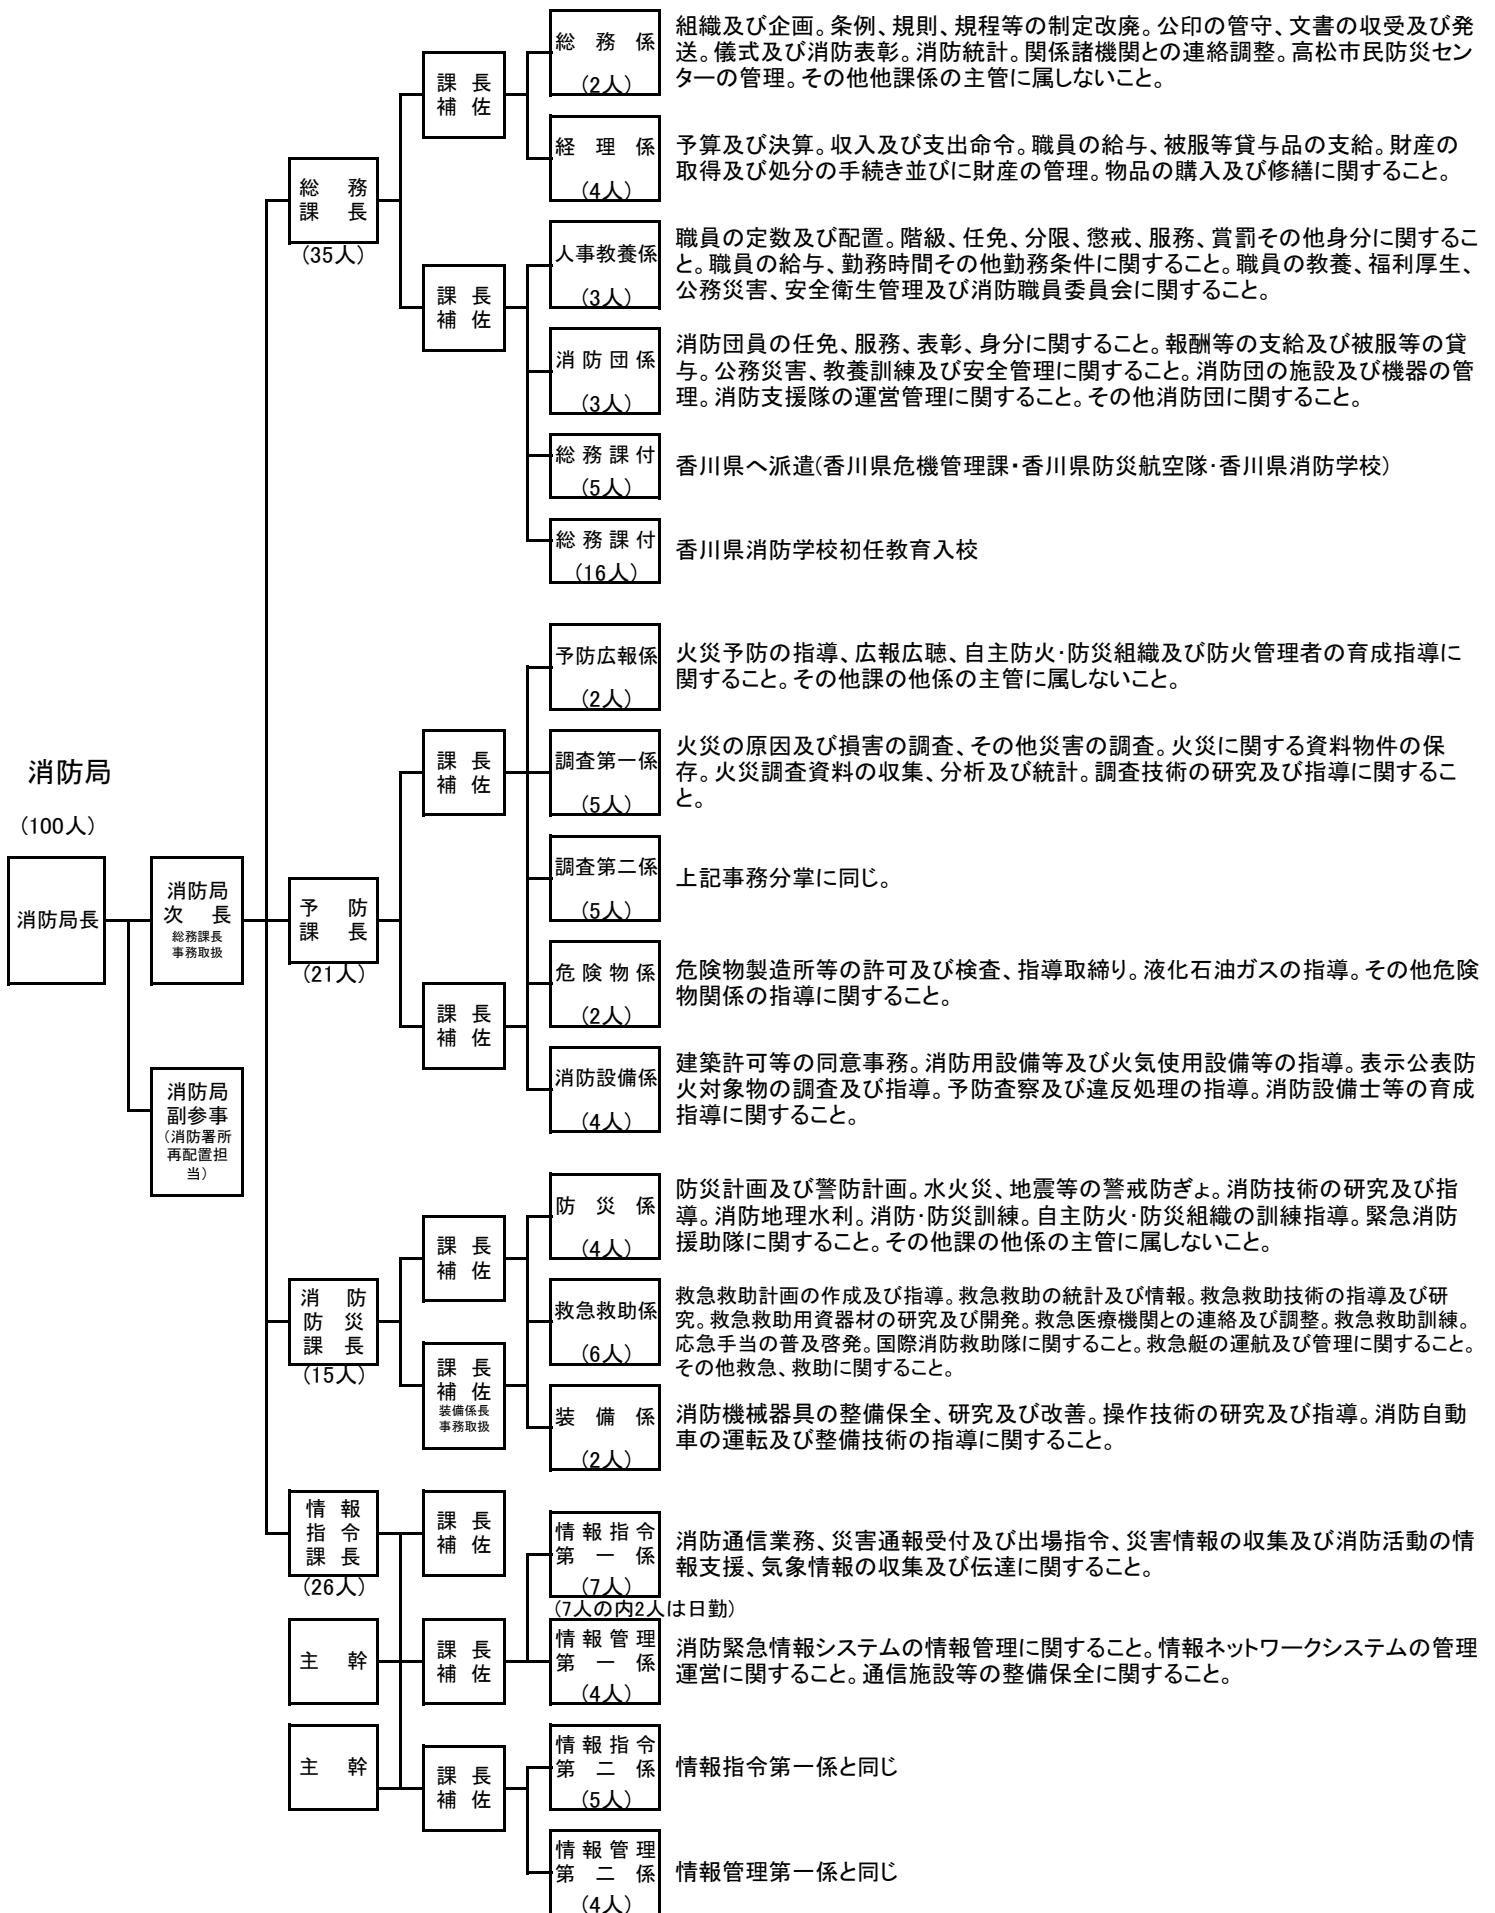 消防局
(100人)
消防局長
消防局
次長
総務課長
事務取扱
消防局
副参事
(消防署所
再配置担
当)
総務
課長
(35人)
課長
補佐
総務係
(2人)
組織及び企画。条例、規則、規程等の制定改廃。公印の管守、文書の収受及び発
送。儀式及び消防表彰。消防統計。関係諸機関との連絡調整。高松市民防災セン
ターの管理。その他他課係の主管に属しないこと。
経理係
(4人)
予算及び決算。収入及び支出命令。職員の給与、被服等貸与品の支給。財産の
取得及び処分の手続き並びに財産の管理。物品の購入及び修繕に関すること。
課長
補佐
人事教養係
(3人)
職員の定数及び配置。階級、任免、分限、懲戒、服務、賞罰その他身分に関するこ
と。職員の給与、勤務時間その他勤務条件に関すること。職員の教養、福利厚生、
公務災害、安全衛生管理及び消防職員委員会に関すること。
消防団係
(3人)
消防団員の任免、服務、表彰、身分に関すること。報酬等の支給及び被服等の貸
与。公務災害、教養訓練及び安全管理に関すること。消防団の施設及び機器の管
理。消防支援隊の運営管理に関すること。その他消防団に関すること。
総務課付
(5人)
香川県へ派遣(香川県危機管理課・香川県防災航空隊・香川県消防学校)
総務課付
(16人)
香川県消防学校初任教育入校
予防
課長
(21人)
課長
補佐
予防広報係
(2人)
火災予防の指導、広報広聴、自主防火・防災組織及び防火管理者の育成指導に
関すること。その他課の他係の主管に属しないこと。
調査第一係
(5人)
火災の原因及び損害の調査、その他災害の調査。火災に関する資料物件の保
存。火災調査資料の収集、分析及び統計。調査技術の研究及び指導に関するこ
と。
調査第二係
(5人)
上記事務分掌に同じ。
課長
補佐
危険物係
(2人)
危険物製造所等の許可及び検査、指導取締り。液化石油ガスの指導。その他危険
物関係の指導に関すること。
消防設備係
(4人)
建築許可等の同意事務。消防用設備等及び火気使用設備等の指導。表示公表防
火対象物の調査及び指導。予防査察及び違反処理の指導。消防設備士等の育成
指導に関すること。
消防
防災
課長
(15人)
課長
補佐
防災係
(4人)
防災計画及び警防計画。水火災、地震等の警戒防ぎょ。消防技術の研究及び指
導。消防地理水利。消防・防災訓練。自主防火・防災組織の訓練指導。緊急消防
援助隊に関すること。その他課の他係の主管に属しないこと。
救急救助係
(6人)
救急救助計画の作成及び指導。救急救助の統計及び情報。救急救助技術の指導及び研
究。救急救助用資器材の研究及び開発。救急医療機関との連絡及び調整。救急救助訓練。
応急手当の普及啓発。国際消防救助隊に関すること。救急艇の運航及び管理に関すること。
その他救急、救助に関すること。
課長
補佐
装備係長
事務取扱
装備係
(2人)
消防機械器具の整備保全、研究及び改善。操作技術の研究及び指導。消防自動
車の運転及び整備技術の指導に関すること。
情報
指令
課長
(26人)
課長
補佐
情報指令
第一係
(7人)
(7人の内2人は日勤)
消防通信業務、災害通報受付及び出場指令、災害情報の収集及び消防活動の情
報支援、気象情報の収集及び伝達に関すること。
主幹
課長
補佐
情報管理
第一係
(4人)
消防緊急情報システムの情報管理に関すること。情報ネットワークシステムの管理
運営に関すること。通信施設等の整備保全に関すること。
主幹
課長
補佐
情報指令
第二係
(5人)
情報指令第一係と同じ
情報管理
第二係
(4人)
情報管理第一係と同じ